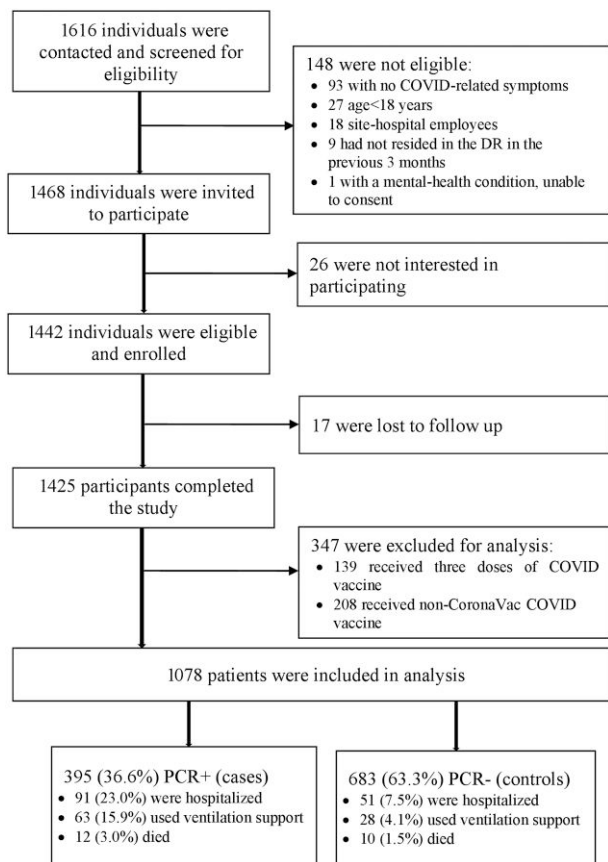 1616 individuals were
contacted and screened for
eligibility
148 were not eligible:
• 93 with no COVID-related symptoms
• 27 age<18 years
• 18 site-hospital employees
• 9 had not resided in the DR in the
previous 3 months
• 1 with a mental-health condition, unable
to consent
1468 individuals were invited
to participate
26 were not interested in
participating
1442 individuals were eligible
and enrolled
17 were lost to follow up
1425 participants completed
the study
347 were excluded for analysis:
• 139 received three doses of COVID
vaccine
• 208 received non-CoronaVac COVID
vaccine
1078 patients were included in analysis
395 (36.6%) PCR+ (cases)
• 91 (23.0%) were hospitalized
• 63 (15.9%) used ventilation support
• 12 (3.0%) died
683 (63.3%) PCR- (controls)
• 51 (7.5%) were hospitalized
• 28 (4.1%) used ventilation support
• 10 (1.5%) died